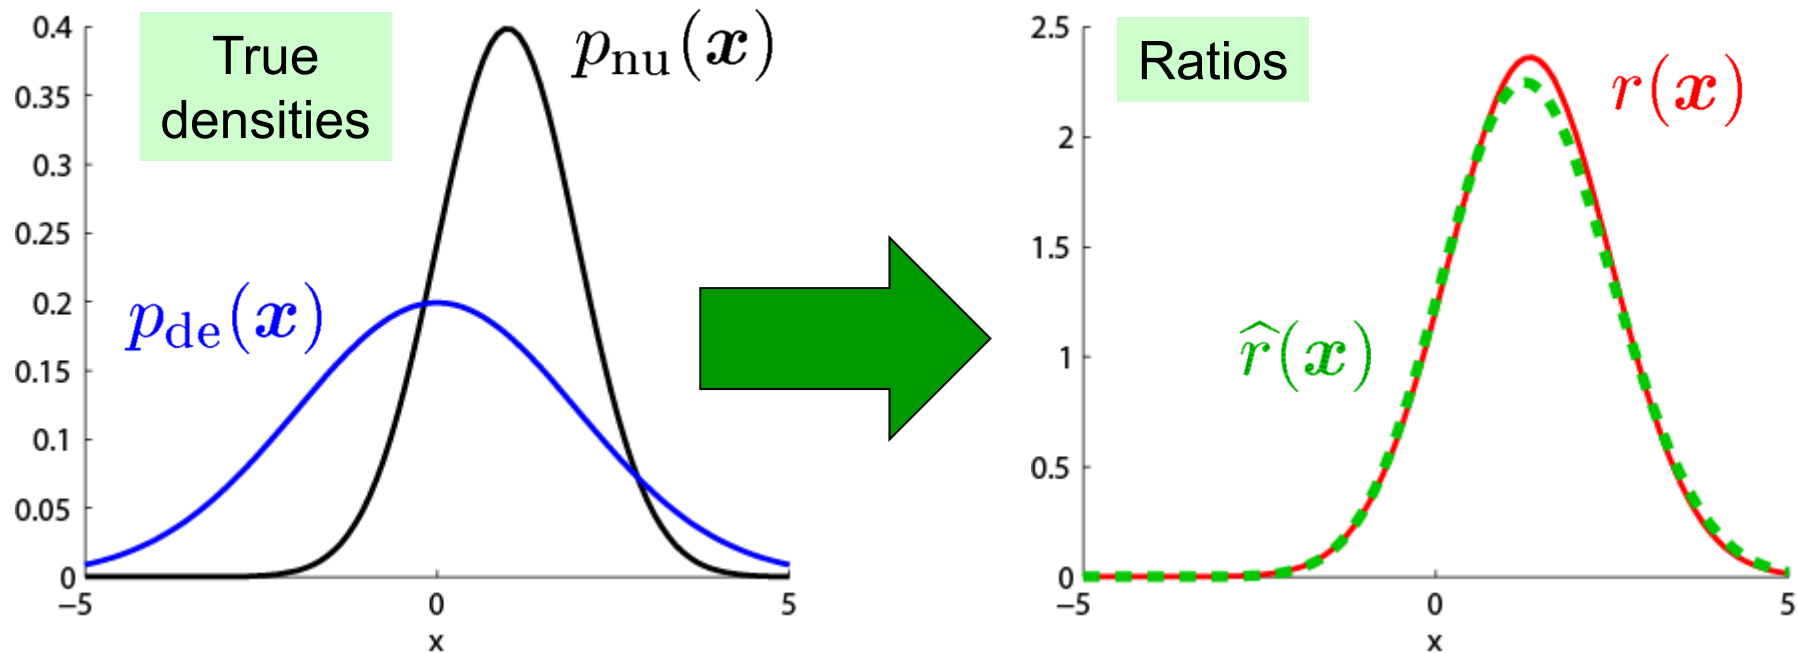 True
densities
p_nu(x)
p_de(x)
0.4
0.35
0.3
0.25
0.2
0.15
0.1
0.05
0
−5
0
5
x
Ratios
r(x)
r̂(x)
2.5
2
1.5
1
0.5
0
−5
0
5
x